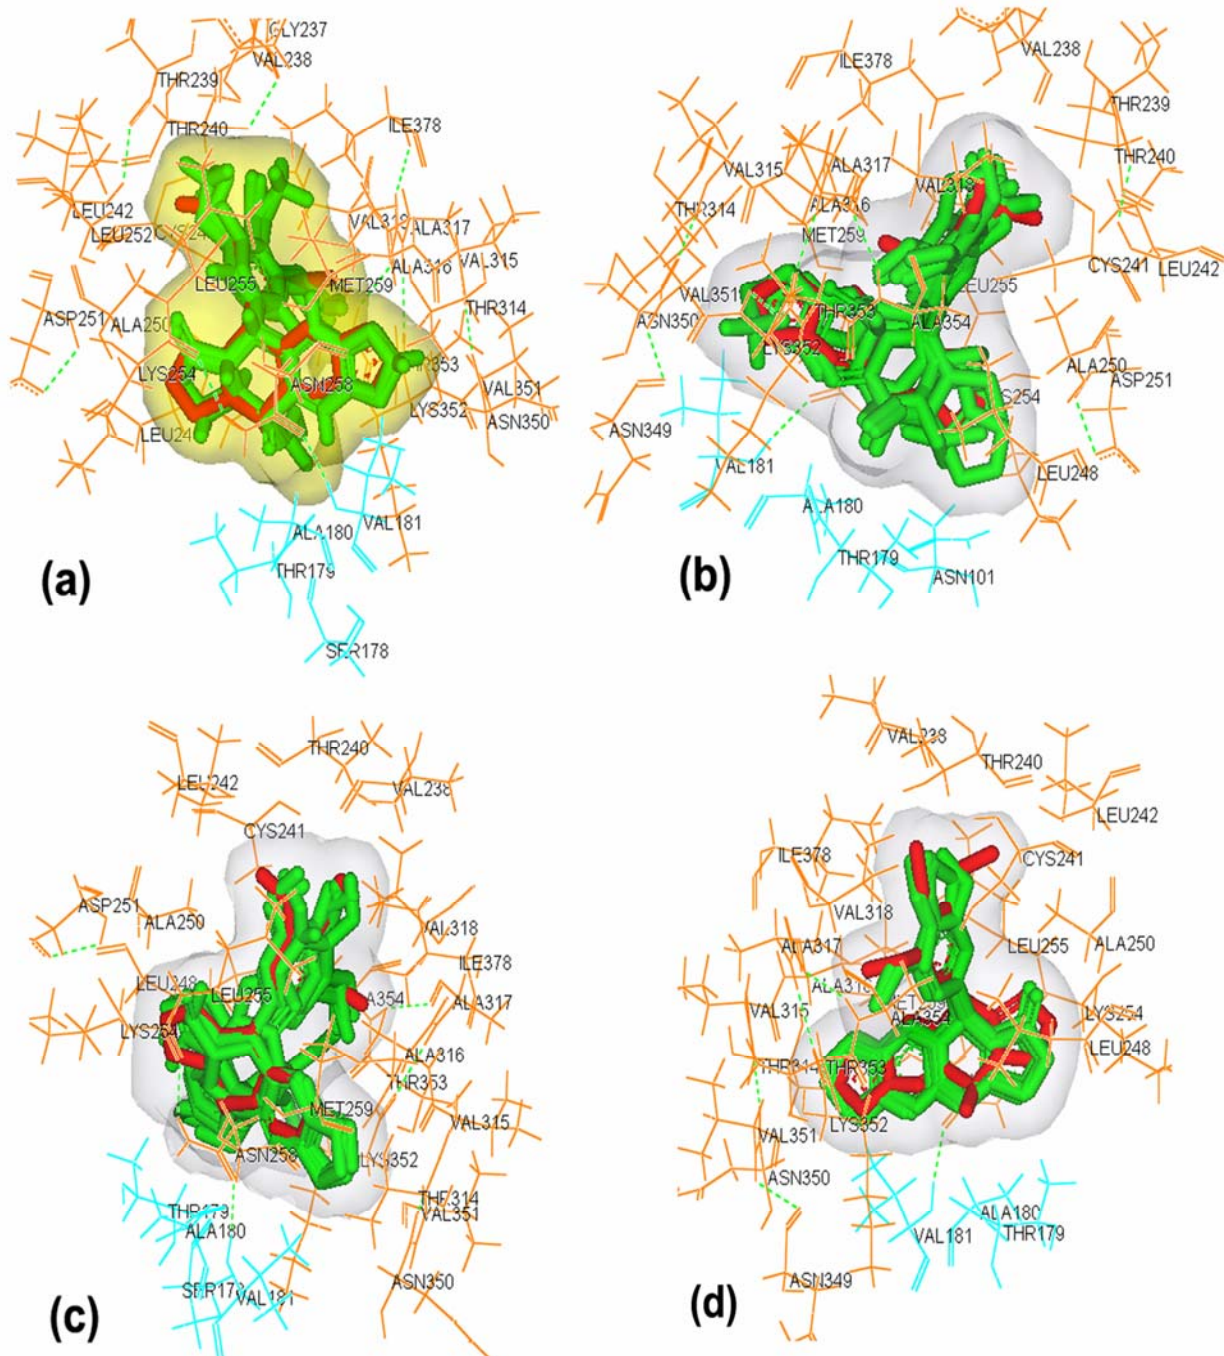 GLY237
VAL238
THR239
THR240
ILE378
LEU242
LEU252
LEU255
MET259
ALA317
ALA316
VAL315
THR314
ASP251
ALA250
LYS254
ASN258
LYS352
VAL351
ASN350
ALA180
VAL181
THR179
SER178
(a)
VAL238
ILE378
THR239
THR240
VAL315
ALA317
VAL318
THR314
ALA316
MET259
CYS241
LEU242
VAL351
ASN350
THR353
ALA354
LYS352
ALA250
ASP251
ASN349
VAL181
LEU248
ALA180
THR179
ASN101
(b)
THR240
LEU242
VAL238
CYS241
ASP251
ALA250
VAL318
ILE378
LEU248
LEU255
ALA317
LYS254
ALA316
THR353
MET259
VAL315
ASN258
LYS352
THR179
ALA180
THR314
VAL351
VAL181
ASN350
(c)
VAL238
THR240
LEU242
CYS241
ILE378
VAL318
ALA317
LEU255
ALA250
VAL315
ALA354
LYS254
LEU248
THR314
THR353
LYS352
VAL351
ASN350
ALA180
VAL181
THR179
ASN349
(d)